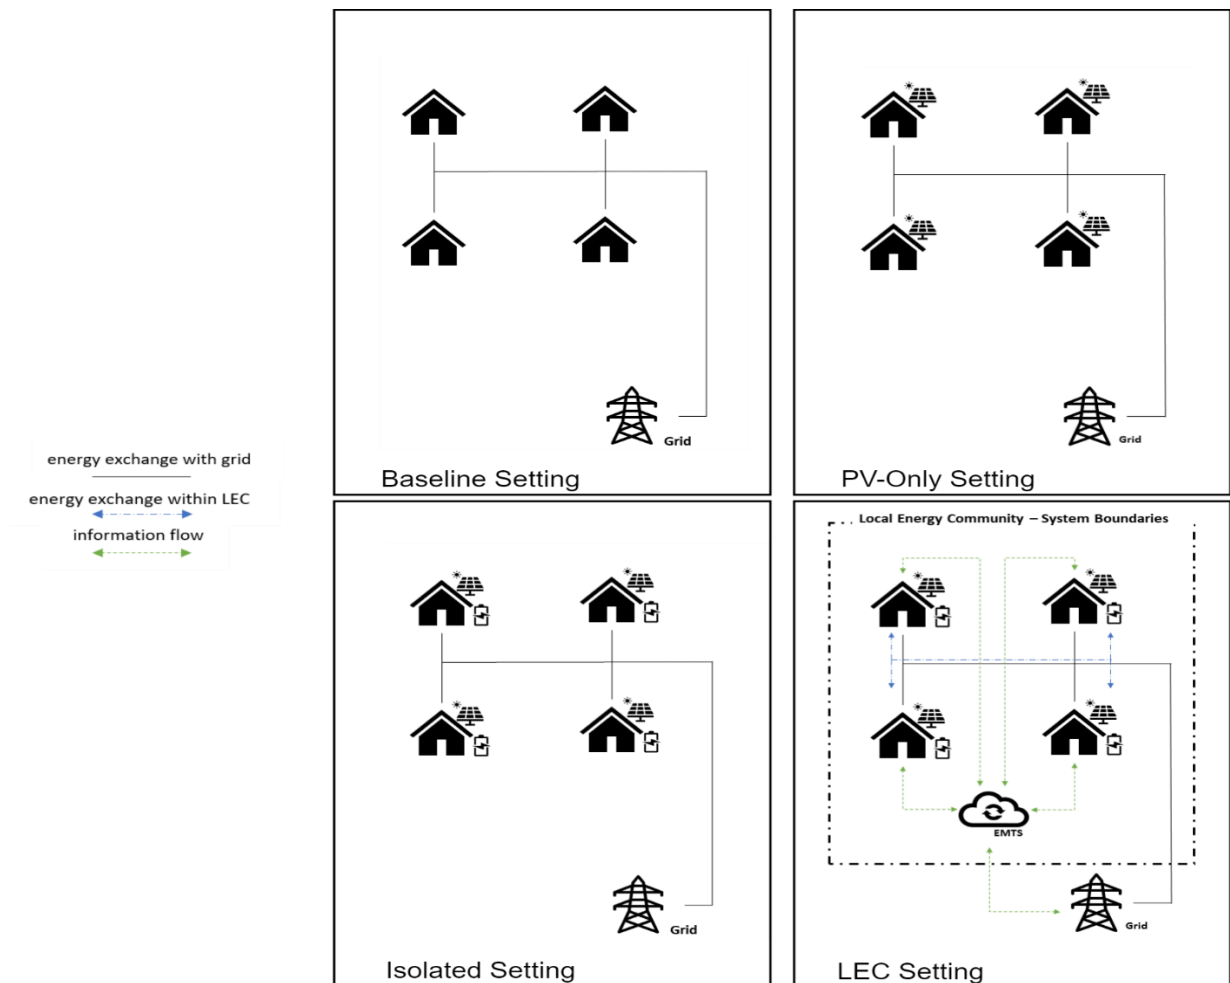 Grid
Baseline Setting
Grid
PV-Only Setting
energy exchange with grid
energy exchange within LEC
information flow
Grid
Isolated Setting
Local Energy Community – System Boundaries
EMTS
Grid
LEC Setting